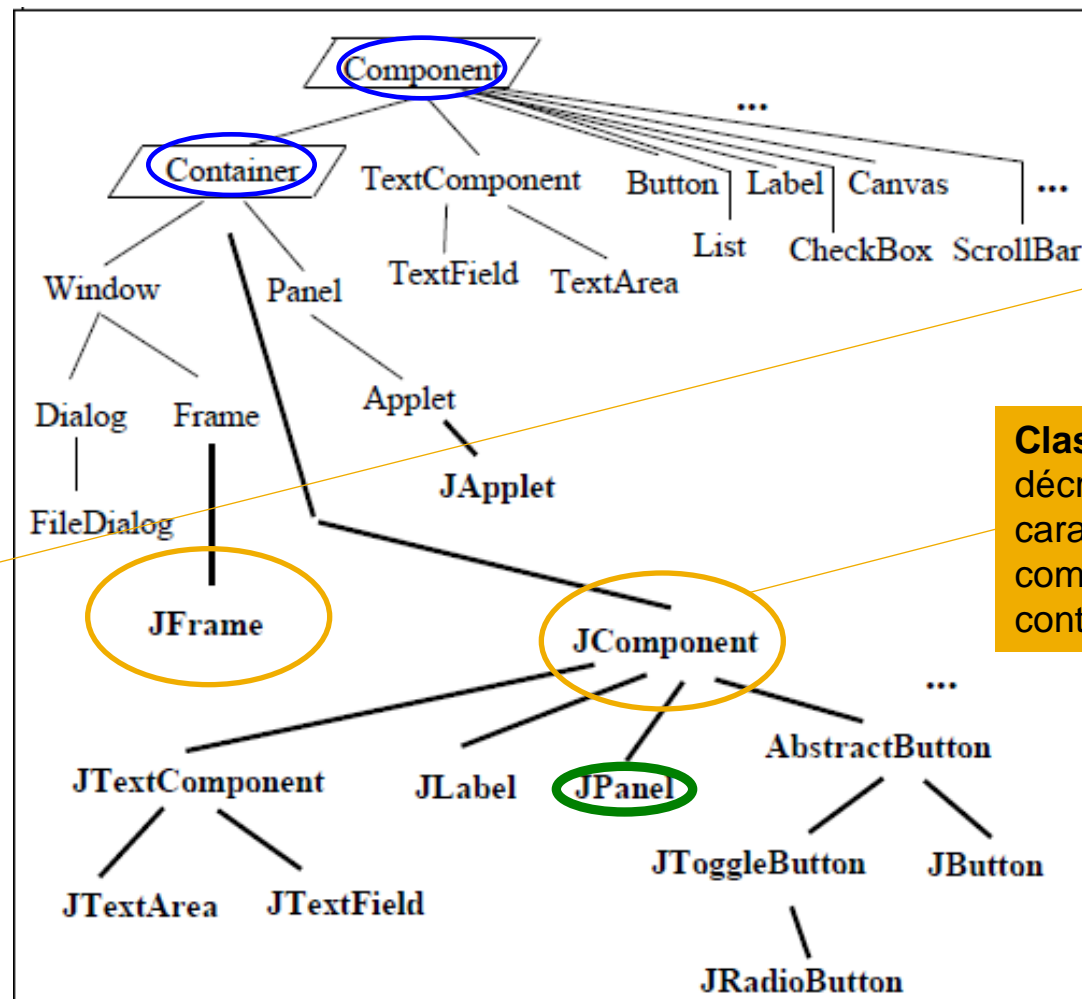 Component
...
Container
TextComponent
Button
Label
Canvas
...
List
CheckBox
ScrollBar
Window
Panel
TextField
TextArea
Dialog
Frame
Applet
JApplet
FileDialog
JFrame
JComponent
...
JTextComponent
JLabel
JPanel
AbstractButton
JTextArea
JTextField
JToggleButton
JButton
JRadioButton